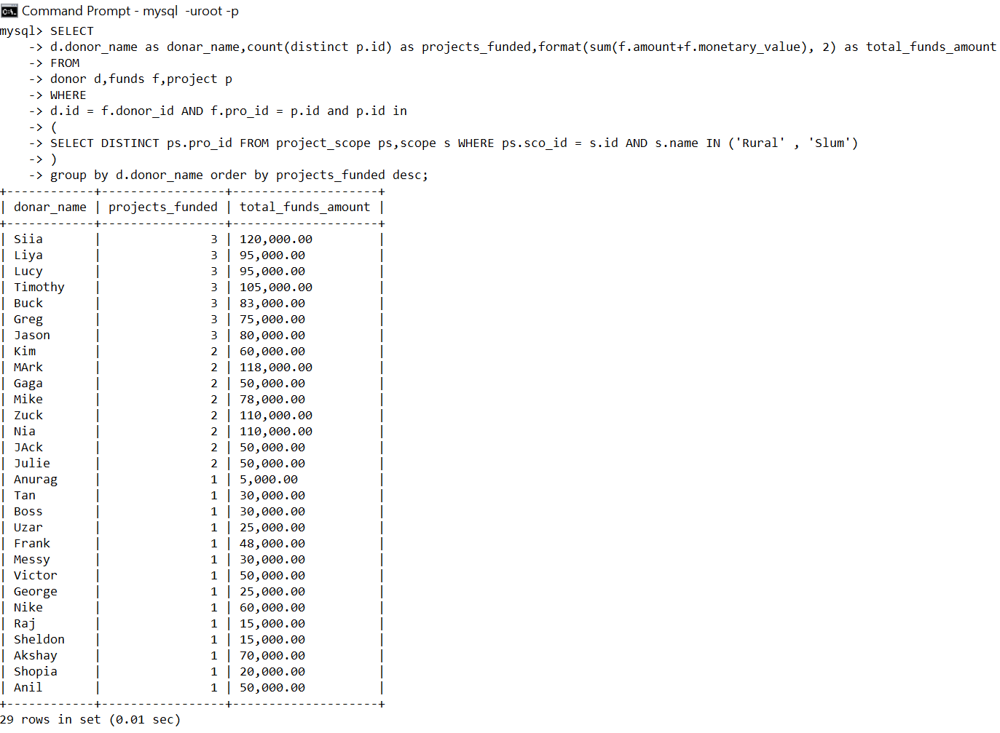 Command Prompt - mysql  -uroot -p
mysql> SELECT
    -> d.donor_name as donar_name,count(distinct p.id) as projects_funded,format(sum(f.amount+f.monetary_value), 2) as total_funds_amount
    -> FROM
    -> donor d,funds f,project p
    -> WHERE
    -> d.id = f.donor_id AND f.pro_id = p.id and p.id in
    -> (
    -> SELECT DISTINCT ps.pro_id FROM project_scope ps,scope s WHERE ps.sco_id = s.id AND s.name IN ('Rural' , 'Slum')
    -> )
    -> group by d.donor_name order by projects_funded desc;
+------------+-----------------+--------------------+
| donar_name | projects_funded | total_funds_amount |
+------------+-----------------+--------------------+
| Siia       |               3 | 120,000.00         |
| Liya       |               3 | 95,000.00          |
| Lucy       |               3 | 95,000.00          |
| Timothy    |               3 | 105,000.00         |
| Buck       |               3 | 83,000.00          |
| Greg       |               3 | 75,000.00          |
| Jason      |               3 | 80,000.00          |
| Kim        |               2 | 60,000.00          |
| MArk       |               2 | 118,000.00         |
| Gaga       |               2 | 50,000.00          |
| Mike       |               2 | 78,000.00          |
| Zuck       |               2 | 110,000.00         |
| Nia        |               2 | 110,000.00         |
| JAck       |               2 | 50,000.00          |
| Julie      |               2 | 50,000.00          |
| Anurag     |               1 | 5,000.00           |
| Tan        |               1 | 30,000.00          |
| Boss       |               1 | 30,000.00          |
| Uzar       |               1 | 25,000.00          |
| Frank      |               1 | 48,000.00          |
| Messy      |               1 | 30,000.00          |
| Victor     |               1 | 50,000.00          |
| George     |               1 | 25,000.00          |
| Nike       |               1 | 60,000.00          |
| Raj        |               1 | 15,000.00          |
| Sheldon    |               1 | 15,000.00          |
| Akshay     |               1 | 70,000.00          |
| Shopia     |               1 | 20,000.00          |
| Anil       |               1 | 50,000.00          |
+------------+-----------------+--------------------+
29 rows in set (0.01 sec)